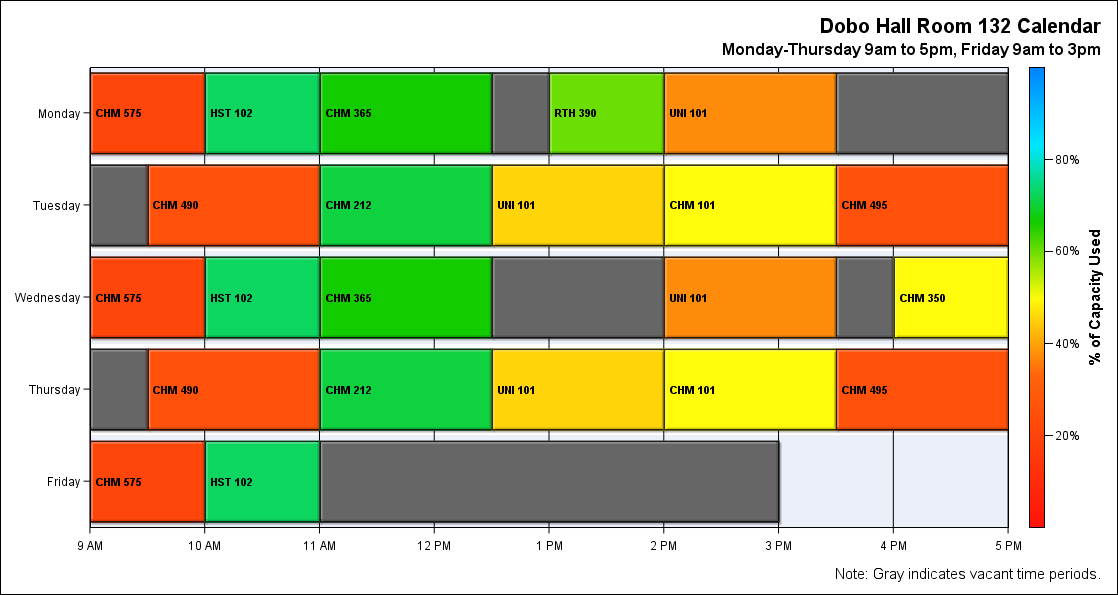 Dobo Hall Room 132 Calendar
Monday-Thursday 9am to 5pm, Friday 9am to 3pm
Monday
CHM 575
HST 102
CHM 365
RTH 390
UNI 101
Tuesday
CHM 490
CHM 212
UNI 101
CHM 101
CHM 495
Wednesday
CHM 575
HST 102
CHM 365
UNI 101
CHM 350
Thursday
CHM 490
CHM 212
UNI 101
CHM 101
CHM 495
Friday
CHM 575
HST 102
9 AM
10 AM
11 AM
12 PM
1 PM
2 PM
3 PM
4 PM
5 PM
80%
60%
40%
20%
% of Capacity Used
Note: Gray indicates vacant time periods.